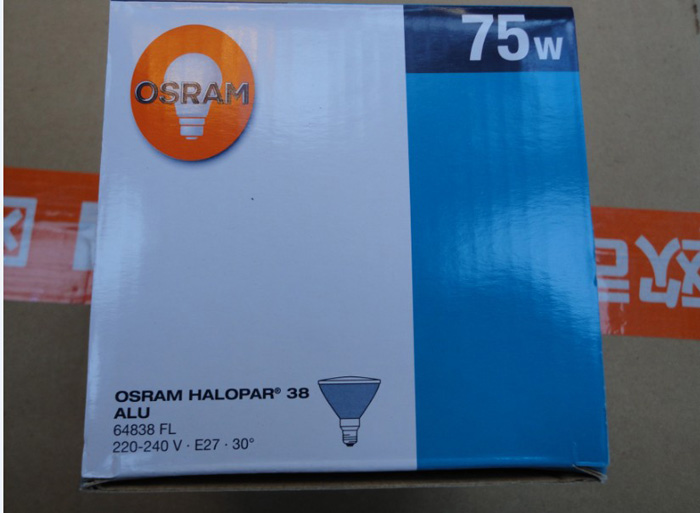 OSRAM
75W
OSRAM HALOPAR® 38
ALU
64838 FL
220-240 V · E27 · 30°